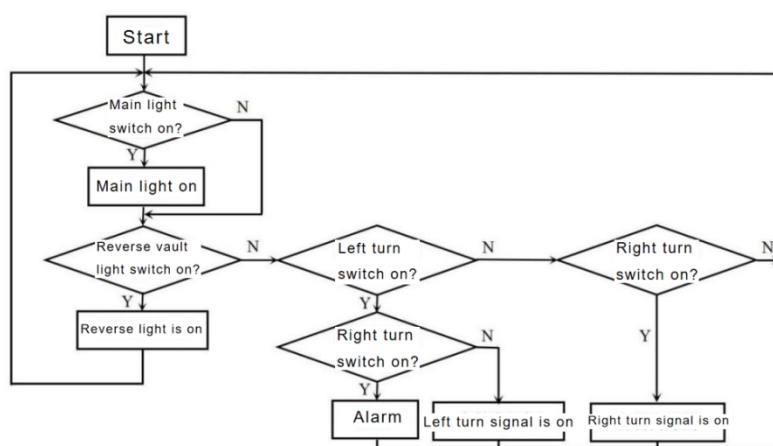 Start
Main light
switch on?
N
Y
Main light on
Reverse vault
light switch on?
N
Left turn
switch on?
N
Right turn
switch on?
N
Y
Reverse light is on
Y
Right turn
switch on?
N
Y
Y
Alarm
Left turn signal is on
Right turn signal is on